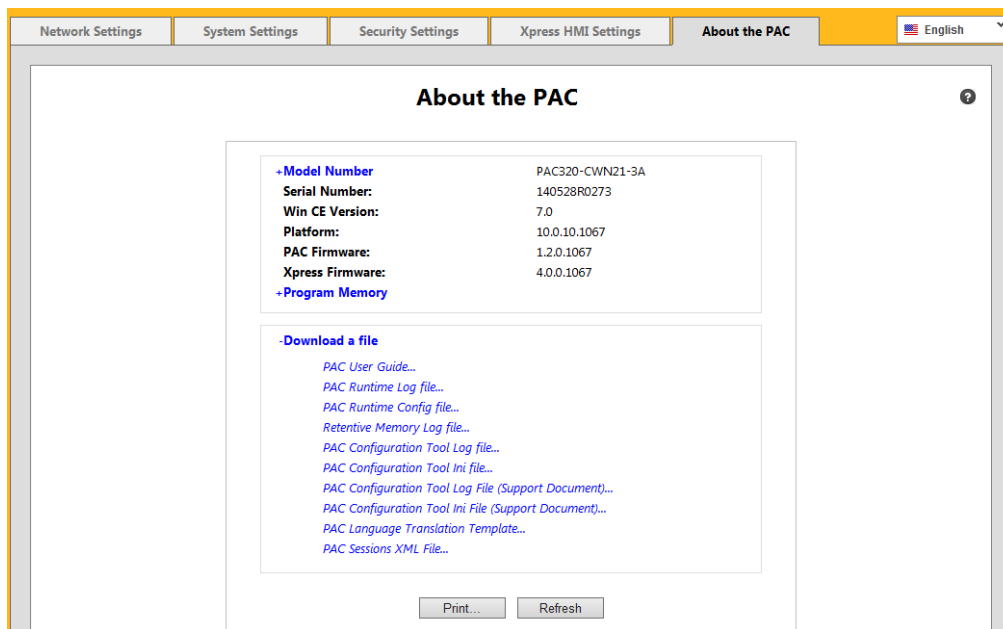 Network Settings System Settings Security Settings Xpress HMI Settings About the PAC English
About the PAC
?
+Model Number PAC320-CWN21-3A
Serial Number: 140528R0273
Win CE Version: 7.0
Platform: 10.0.10.1067
PAC Firmware: 1.2.0.1067
Xpress Firmware: 4.0.0.1067
+Program Memory
-Download a file
PAC User Guide...
PAC Runtime Log file...
PAC Runtime Config file...
Retentive Memory Log file...
PAC Configuration Tool Log file...
PAC Configuration Tool Ini file...
PAC Configuration Tool Log File (Support Document)...
PAC Configuration Tool Ini File (Support Document)...
PAC Language Translation Template...
PAC Sessions XML File...
Print... Refresh